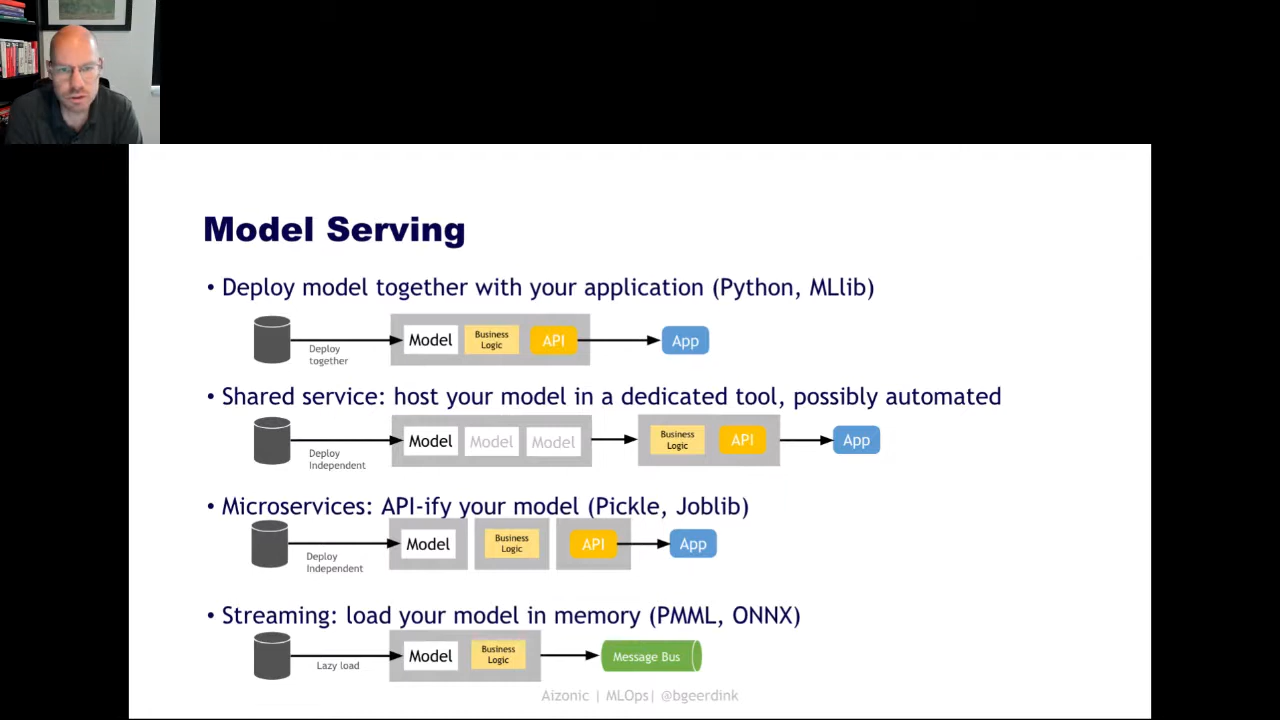 Model Serving
• Deploy model together with your application (Python, MLlib)
Deploy
together
Model
Business
Logic
API
App
• Shared service: host your model in a dedicated tool, possibly automated
Deploy
Independent
Model
Model
Model
Business
Logic
API
App
• Microservices: API-ify your model (Pickle, Joblib)
Deploy
Independent
Model
Business
Logic
API
App
• Streaming: load your model in memory (PMML, ONNX)
Lazy load
Model
Business
Logic
Message Bus
Aizonic | MLOps| @bgeerdink